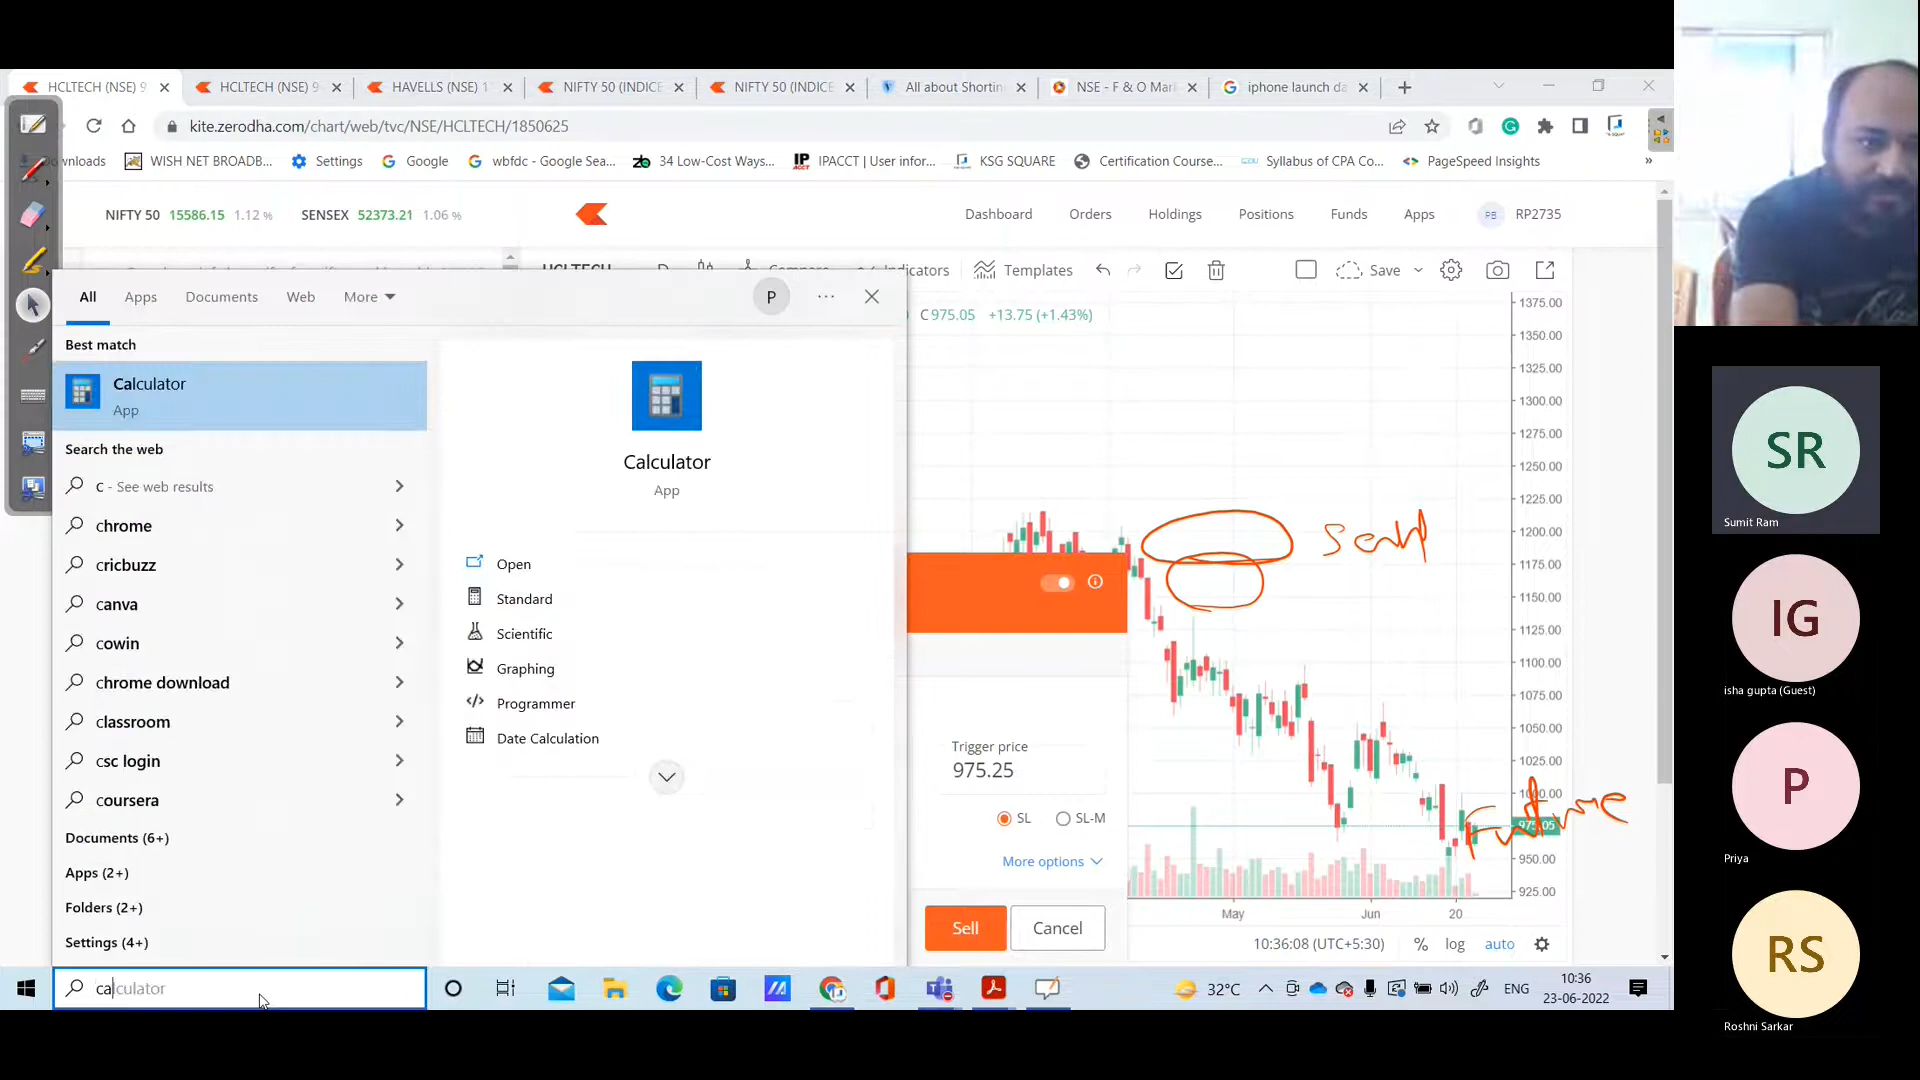 HCLTECH (NSE) 9
HCLTECH (NSE) 9
HAVELLS (NSE) 1
NIFTY 50 (INDICE
NIFTY 50 (INDICE
All about Shortin
NSE - F & O Mar
iphone launch da
kite.zerodha.com/chart/web/tvc/NSE/HCLTECH/1850625
ownloads
WISH NET BROADB...
Settings
Google
wbfdc - Google Sea...
34 Low-Cost Ways...
IPACCT | User infor...
KSG SQUARE
Certification Course...
Syllabus of CPA Co...
PageSpeed Insights
»
NIFTY 50 15586.15 1.12 %
SENSEX 52373.21 1.06 %
Dashboard
Orders
Holdings
Positions
Funds
Apps
PB
RP2735
Indicators
Templates
Save
C975.05 +13.75 (+1.43%)
All
Apps
Documents
Web
More
P
Best match
Calculator
App
Search the web
c - See web results
chrome
cricbuzz
canva
cowin
chrome download
classroom
csc login
coursera
Documents (6+)
Apps (2+)
Folders (2+)
Settings (4+)
Calculator
App
Open
Standard
Scientific
Graphing
Programmer
Date Calculation
Trigger price
975.25
SL
SL-M
More options
Sell
Cancel
1375.00
1350.00
1325.00
1300.00
1275.00
1250.00
1225.00
1200.00
1175.00
1150.00
1125.00
1100.00
1075.00
1050.00
1025.00
1000.00
975.05
950.00
925.00
Future
May
Jun
20
10:36:08 (UTC+5:30)
%
log
auto
calculator
32°C
ENG
10:36
23-06-2022
SR
Sumit Ram
IG
isha gupta (Guest)
P
Priya
RS
Roshni Sarkar